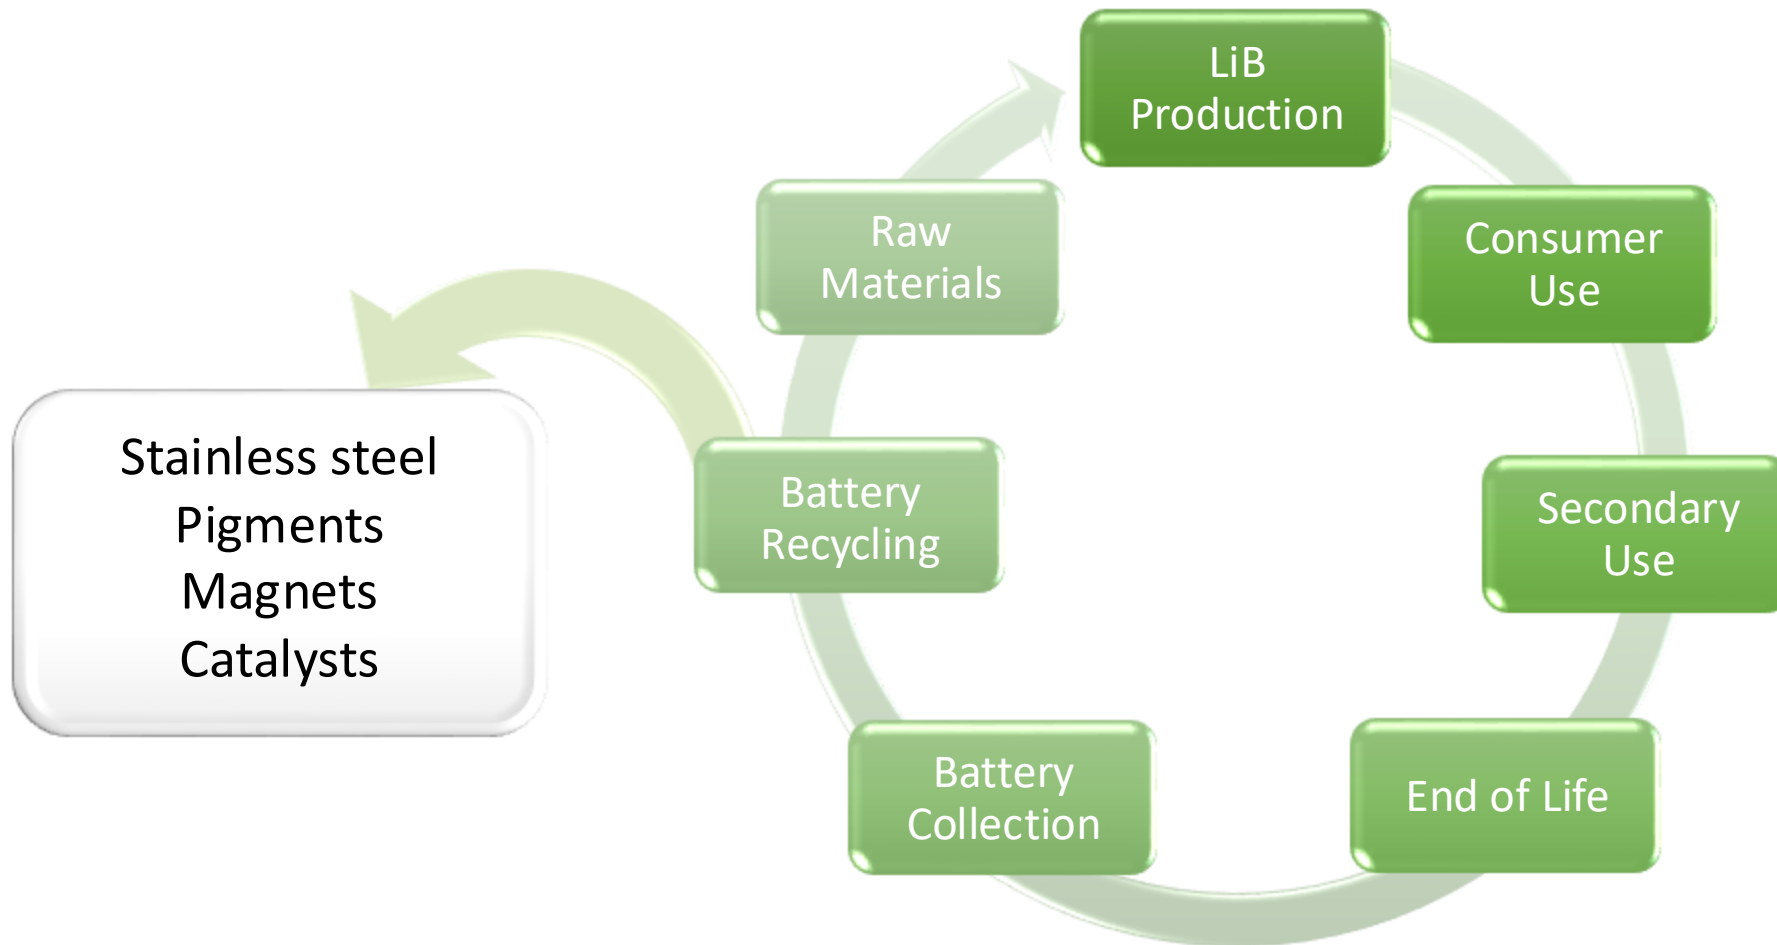 LiB
Production
Consumer
Use
Secondary
Use
End of Life
Battery
Collection
Battery
Recycling
Raw
Materials
Stainless steel
Pigments
Magnets
Catalysts